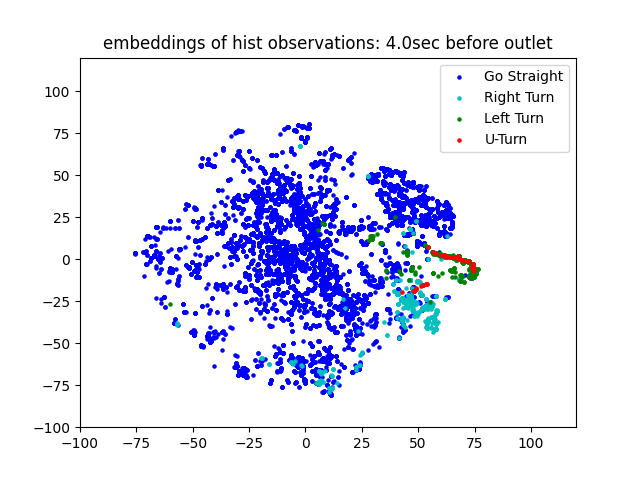 embeddings of hist observations: 4.0sec before outlet
Go Straight
Right Turn
Left Turn
U-Turn
100
75
50
25
0
−25
−50
−75
−100
−100 −75 −50 −25 0 25 50 75 100